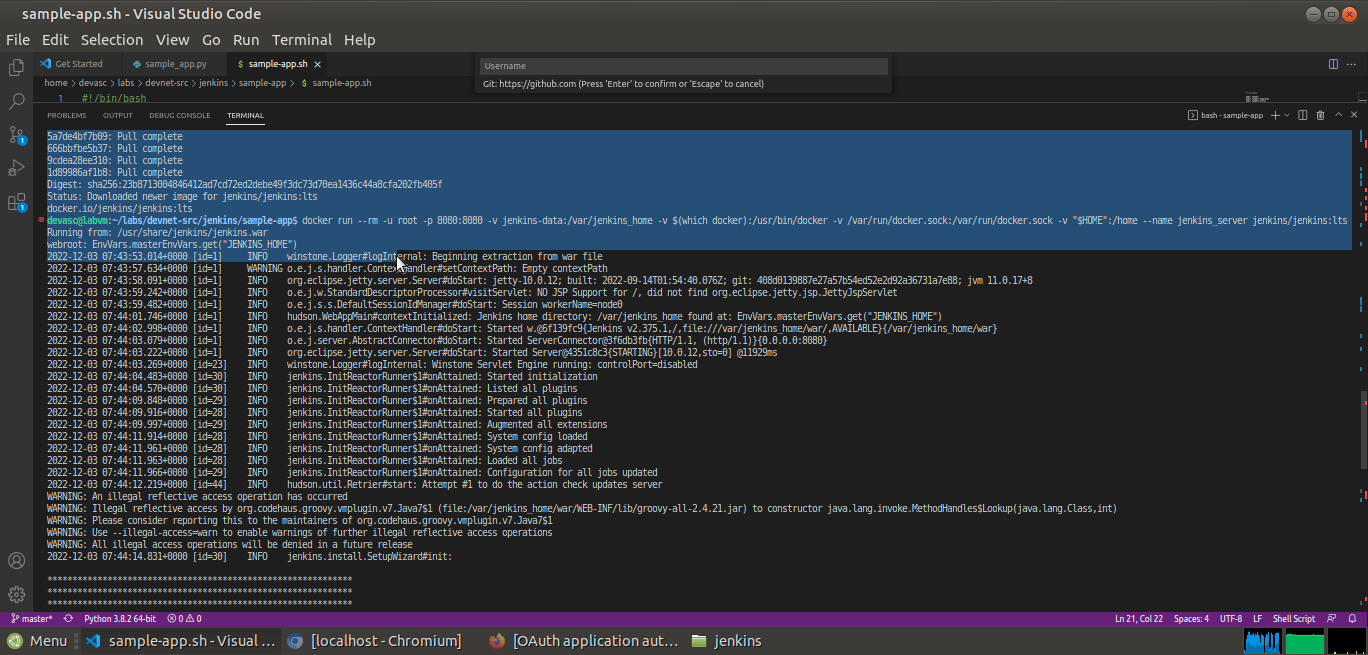 sample-app.sh - Visual Studio Code
File Edit Selection View Go Run Terminal Help
Get Started sample_app.py $ sample-app.sh ×
Username
Git: https://github.com (Press 'Enter' to confirm or 'Escape' to cancel)
home > devasc > labs > devnet-src > jenkins > sample-app > $ sample-app.sh
1 #!/bin/bash
PROBLEMS OUTPUT DEBUG CONSOLE TERMINAL
bash - sample-app
5a7de4bf7b09: Pull complete
666bbfbe5b37: Pull complete
9cdea28ee310: Pull complete
1d89986af1b8: Pull complete
Digest: sha256:23b8713004846412ad7cd72ed2debe49f3dc73d70ea1436c44a8cfa202fb405f
Status: Downloaded newer image for jenkins/jenkins:lts
docker.io/jenkins/jenkins:lts
devasc@labvm:~/labs/devnet-src/jenkins/sample-app$ docker run --rm -u root -p 8080:8080 -v jenkins-data:/var/jenkins_home -v $(which docker):/usr/bin/docker -v /var/run/docker.sock:/var/run/docker.sock -v "$HOME":/home --name jenkins_server jenkins/jenkins:lts
Running from: /usr/share/jenkins/jenkins.war
webroot: EnvVars.masterEnvVars.get("JENKINS_HOME")
2022-12-03 07:43:53.014+0000 [id=1] INFO winstone.Logger#logInternal: Beginning extraction from war file
2022-12-03 07:43:57.634+0000 [id=1] WARNING o.e.j.s.handler.ContextHandler#setContextPath: Empty contextPath
2022-12-03 07:43:58.091+0000 [id=1] INFO org.eclipse.jetty.server.Server#doStart: jetty-10.0.12; built: 2022-09-14T01:54:40.076Z; git: 408d0139887e27a57b54ed52e2d92a36731a7e88; jvm 11.0.17+8
2022-12-03 07:43:59.242+0000 [id=1] INFO o.e.j.w.StandardDescriptorProcessor#visitServlet: NO JSP Support for /, did not find org.eclipse.jetty.jsp.JettyJspServlet
2022-12-03 07:43:59.482+0000 [id=1] INFO o.e.j.s.s.DefaultSessionIdManager#doStart: Session workerName=node0
2022-12-03 07:44:01.746+0000 [id=1] INFO hudson.WebAppMain#contextInitialized: Jenkins home directory: /var/jenkins_home found at: EnvVars.masterEnvVars.get("JENKINS_HOME")
2022-12-03 07:44:02.998+0000 [id=1] INFO o.e.j.s.handler.ContextHandler#doStart: Started w.@6f139fc9{Jenkins v2.375.1,/,file:///var/jenkins_home/war/,AVAILABLE}{/var/jenkins_home/war}
2022-12-03 07:44:03.079+0000 [id=1] INFO o.e.j.server.AbstractConnector#doStart: Started ServerConnector@3f6db3fb{HTTP/1.1, (http/1.1)}{0.0.0.0:8080}
2022-12-03 07:44:03.222+0000 [id=1] INFO org.eclipse.jetty.server.Server#doStart: Started Server@4351c8c3{STARTING}[10.0.12,sto=0] @11929ms
2022-12-03 07:44:03.269+0000 [id=23] INFO winstone.Logger#logInternal: Winstone Servlet Engine running: controlPort=disabled
2022-12-03 07:44:04.483+0000 [id=30] INFO jenkins.InitReactorRunner$1#onAttained: Started initialization
2022-12-03 07:44:04.570+0000 [id=30] INFO jenkins.InitReactorRunner$1#onAttained: Listed all plugins
2022-12-03 07:44:09.848+0000 [id=29] INFO jenkins.InitReactorRunner$1#onAttained: Prepared all plugins
2022-12-03 07:44:09.916+0000 [id=28] INFO jenkins.InitReactorRunner$1#onAttained: Started all plugins
2022-12-03 07:44:09.997+0000 [id=29] INFO jenkins.InitReactorRunner$1#onAttained: Augmented all extensions
2022-12-03 07:44:11.914+0000 [id=28] INFO jenkins.InitReactorRunner$1#onAttained: System config loaded
2022-12-03 07:44:11.961+0000 [id=28] INFO jenkins.InitReactorRunner$1#onAttained: System config adapted
2022-12-03 07:44:11.963+0000 [id=28] INFO jenkins.InitReactorRunner$1#onAttained: Loaded all jobs
2022-12-03 07:44:11.966+0000 [id=29] INFO jenkins.InitReactorRunner$1#onAttained: Configuration for all jobs updated
2022-12-03 07:44:12.219+0000 [id=44] INFO hudson.util.Retrier#start: Attempt #1 to do the action check updates server
WARNING: An illegal reflective access operation has occurred
WARNING: Illegal reflective access by org.codehaus.groovy.vmplugin.v7.Java7$1 (file:/var/jenkins_home/war/WEB-INF/lib/groovy-all-2.4.21.jar) to constructor java.lang.invoke.MethodHandles$Lookup(java.lang.Class,int)
WARNING: Please consider reporting this to the maintainers of org.codehaus.groovy.vmplugin.v7.Java7$1
WARNING: Use --illegal-access=warn to enable warnings of further illegal reflective access operations
WARNING: All illegal access operations will be denied in a future release
2022-12-03 07:44:14.831+0000 [id=30] INFO jenkins.install.SetupWizard#init:
*************************************************************
*************************************************************
*************************************************************
master* Python 3.8.2 64-bit 0 0 Ln 21, Col 22 Spaces: 4 UTF-8 LF Shell Script
Menu sample-app.sh - Visual ... [localhost - Chromium] [OAuth application aut... jenkins